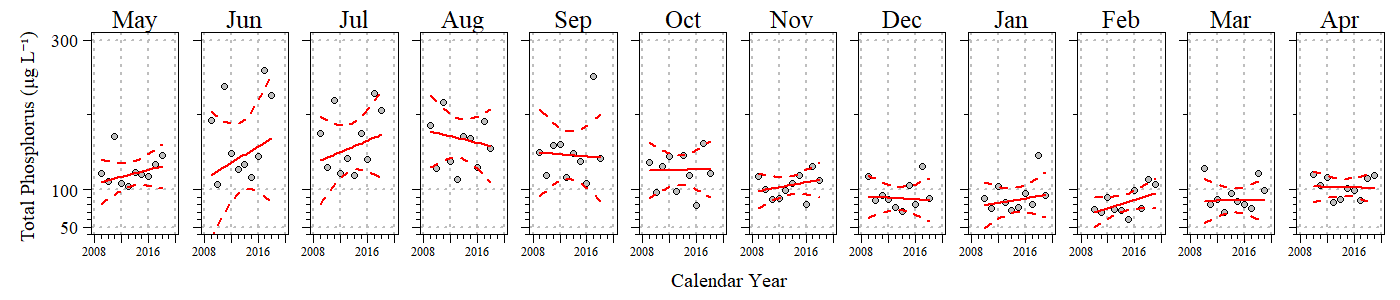 May Jun Jul Aug Sep Oct Nov Dec Jan Feb Mar Apr
Total Phosphorus (µg L⁻¹)
300
100
50
2008 2016 2008 2016 2008 2016 2008 2016 2008 2016 2008 2016 2008 2016 2008 2016 2008 2016 2008 2016 2008 2016 2008 2016
Calendar Year